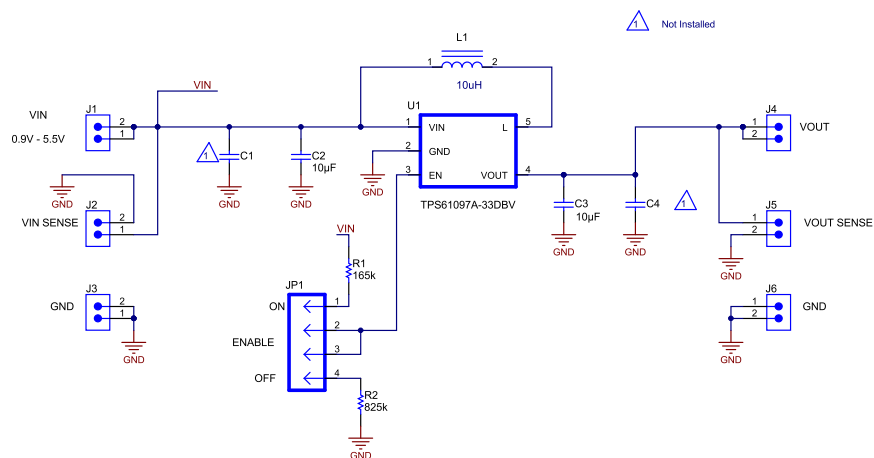 1 Not Installed
L1
1 2
10uH
VIN
VIN
0.9V - 5.5V
J1
2
1
U1
1 VIN L 5
2 GND
3 EN VOUT 4
TPS61097A-33DBV
1 C1
GND
C2
10µF
GND
GND
C3
10µF
GND
C4
1
GND
J4
1
2
VOUT
GND
VIN SENSE
J2
2
1
J5
1
2
VOUT SENSE
GND
VIN
R1
165k
GND
J3
2
1
GND
JP1
ON 1
ENABLE 2
3
OFF 4
R2
825k
GND
J6
1
2
GND
GND